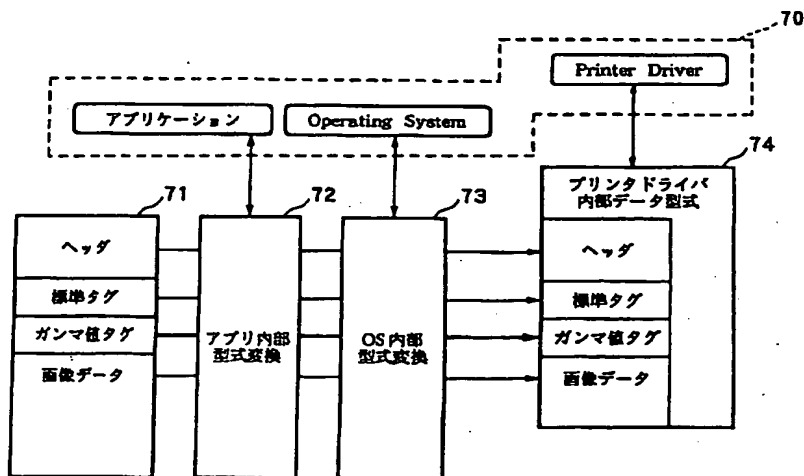 70
Printer Driver
アプリケーション
Operating System
74
71
72
73
プリンタドライバ
内部データ型式
ヘッダ
ヘッダ
標準タグ
標準タグ
ガンマ値タグ
アプリ内部
型式変換
OS内部
型式変換
ガンマ値タグ
画像データ
画像データ